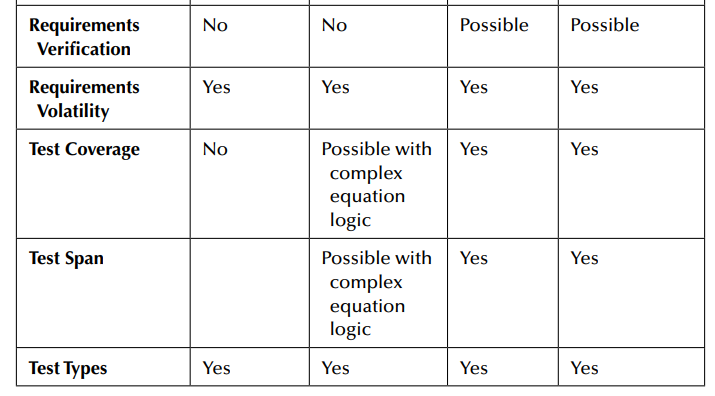 Requirements Verification No No Possible Possible
Requirements Volatility Yes Yes Yes Yes
Test Coverage No Possible with complex equation logic Yes Yes
Test Span Possible with complex equation logic Yes Yes
Test Types Yes Yes Yes Yes